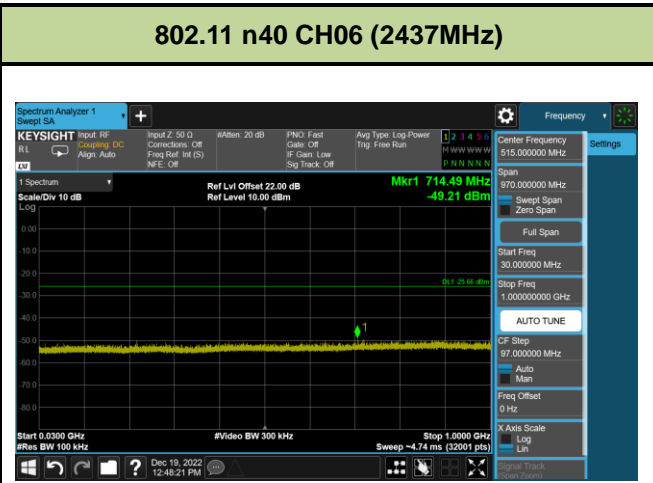 802.11 n40 CH06 (2437MHz)
Spectrum Analyzer 1
Swept SA
Frequency
KEYSIGHT
RL
LXI
Input: RF
Coupling: DC
Align: Auto
Input Z: 50 Ω
Corrections: Off
Freq Ref: Int (S)
NFE: Off
#Atten: 20 dB
PNO: Fast
Gate: Off
IF Gain: Low
Sig Track: Off
Avg Type: Log-Power
Trig: Free Run
1 2 3 4 5 6
M W W W W W
P N N N N N
1 Spectrum
Scale/Div 10 dB
Log
Ref Lvl Offset 22.00 dB
Ref Level 10.00 dBm
Mkr1 714.49 MHz
-49.21 dBm
0.00
-10.0
-20.0
-30.0
-40.0
-50.0
-60.0
-70.0
-80.0
DL1 -25.66 dBm
1
Start 0.0300 GHz
#Res BW 100 kHz
#Video BW 300 kHz
Stop 1.0000 GHz
Sweep ~4.74 ms (32001 pts)
Center Frequency
515.000000 MHz
Settings
Span
970.000000 MHz
Swept Span
Zero Span
Full Span
Start Freq
30.000000 MHz
Stop Freq
1.000000000 GHz
AUTO TUNE
CF Step
97.000000 MHz
Auto
Man
Freq Offset
0 Hz
X Axis Scale
Log
Lin
Signal Track
(Span Zoom)
Dec 19, 2022
12:48:21 PM